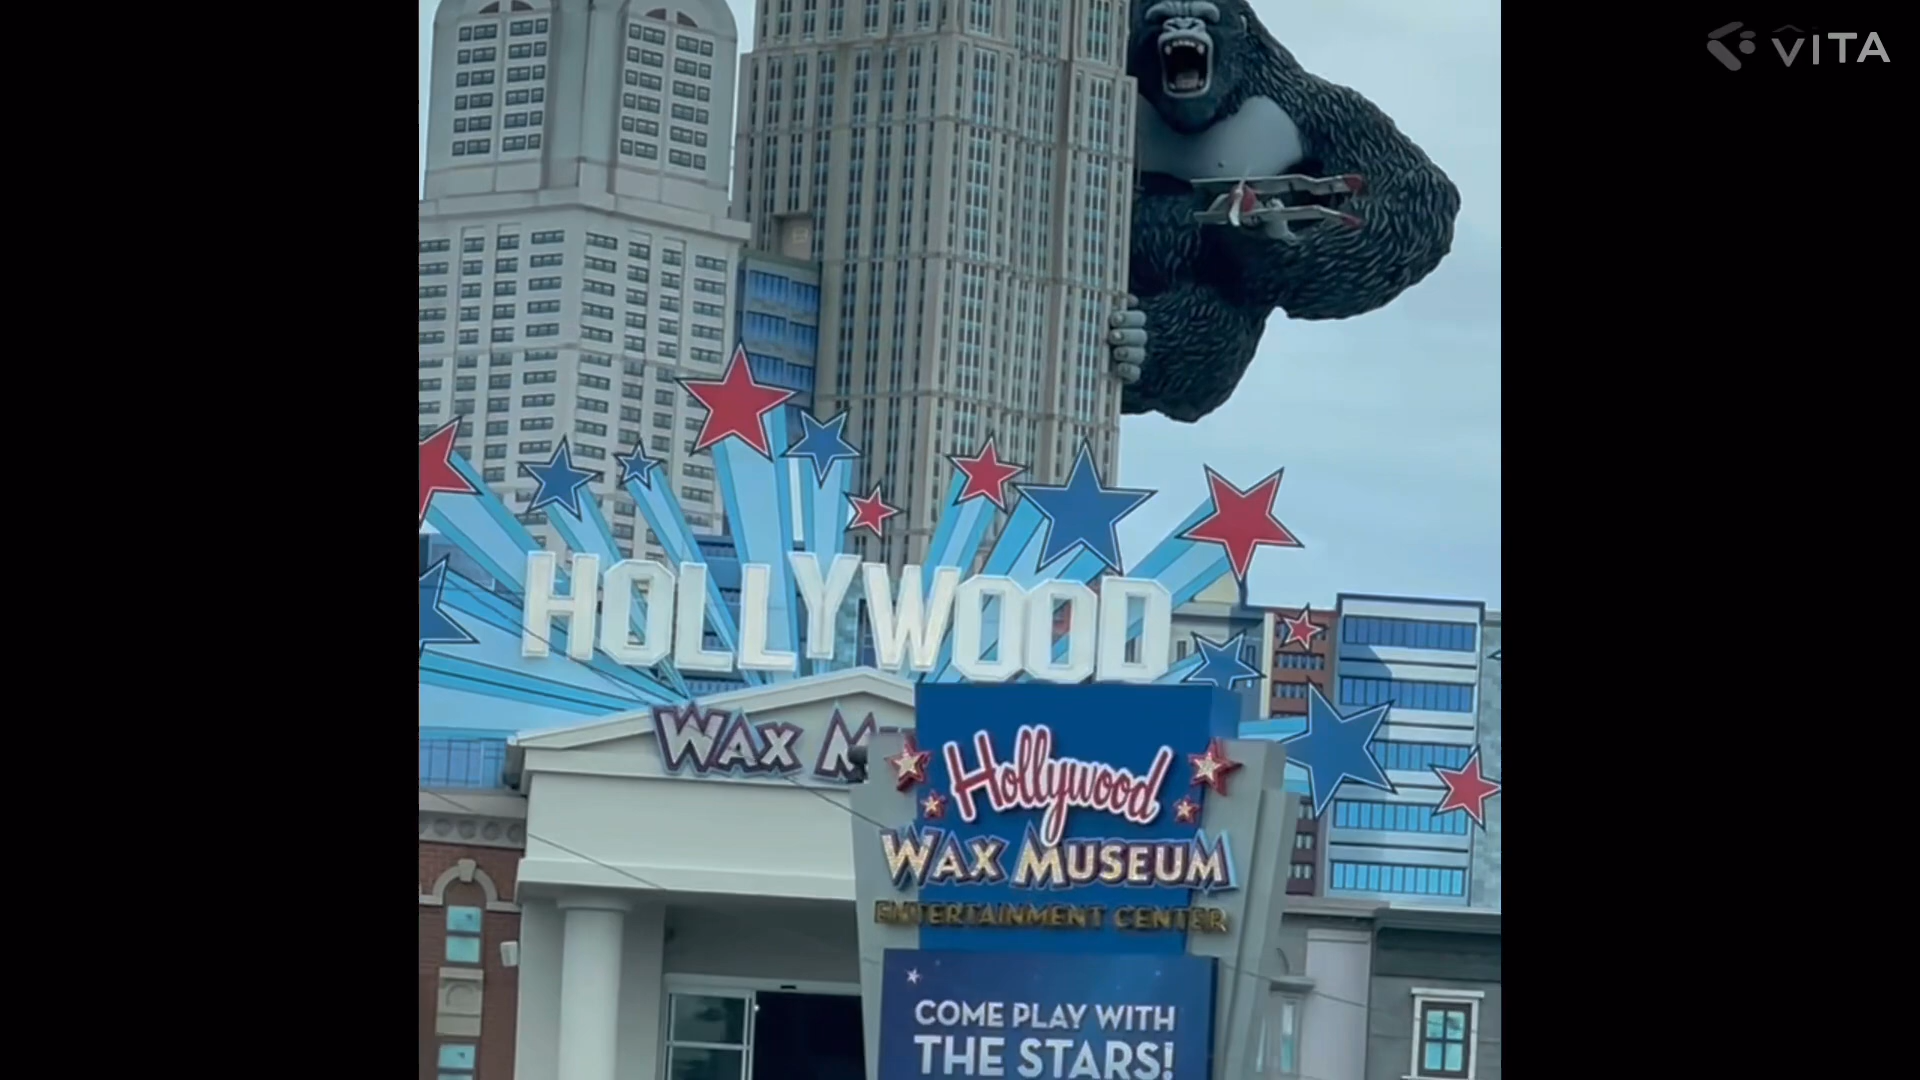 VITA
HOLLYWOOD
WAX M
Hollywood
WAX MUSEUM
ENTERTAINMENT CENTER
COME PLAY WITH
THE STARS!